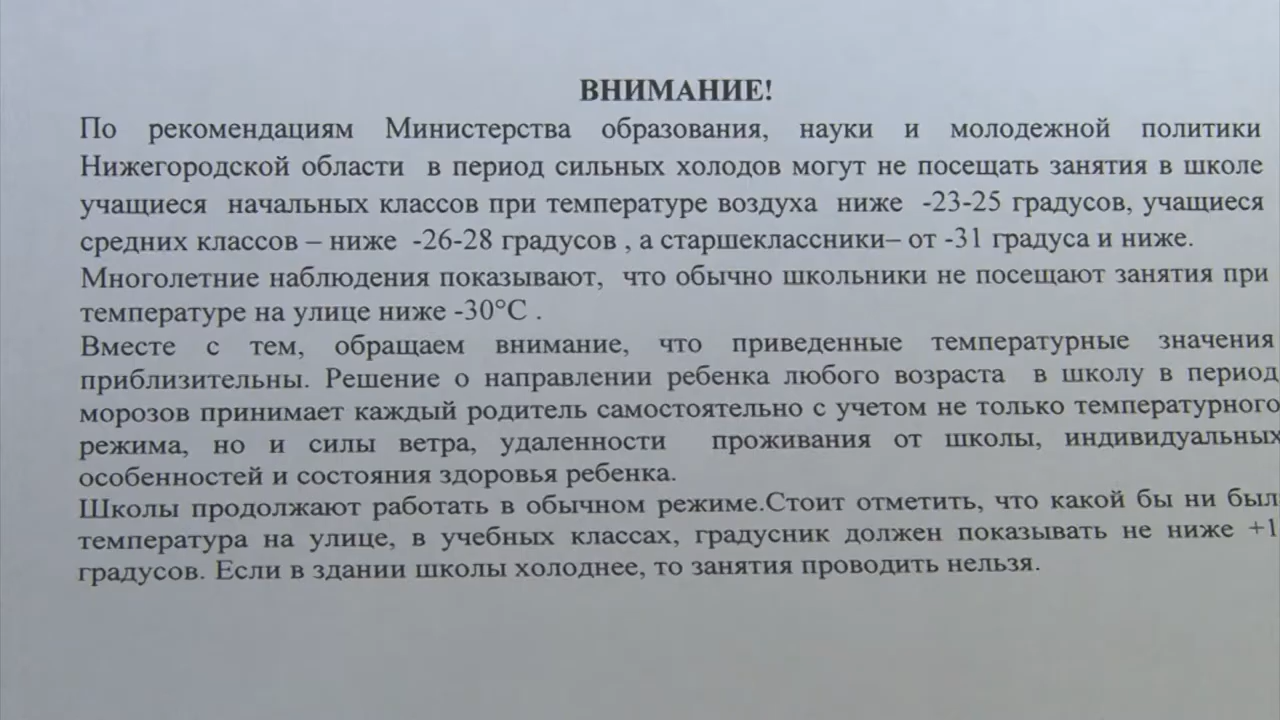 ВНИМАНИЕ!
По рекомендациям Министерства образования, науки и молодежной политики
Нижегородской области в период сильных холодов могут не посещать занятия в школе
учащиеся начальных классов при температуре воздуха ниже -23-25 градусов, учащиеся
средних классов – ниже -26-28 градусов , а старшеклассники– от -31 градуса и ниже.
Многолетние наблюдения показывают, что обычно школьники не посещают занятия при
температуре на улице ниже -30°С .
Вместе с тем, обращаем внимание, что приведенные температурные значения
приблизительны. Решение о направлении ребенка любого возраста в школу в период
морозов принимает каждый родитель самостоятельно с учетом не только температурного
режима, но и силы ветра, удаленности проживания от школы, индивидуальных
особенностей и состояния здоровья ребенка.
Школы продолжают работать в обычном режиме.Стоит отметить, что какой бы ни был
температура на улице, в учебных классах, градусник должен показывать не ниже +1
градусов. Если в здании школы холоднее, то занятия проводить нельзя.